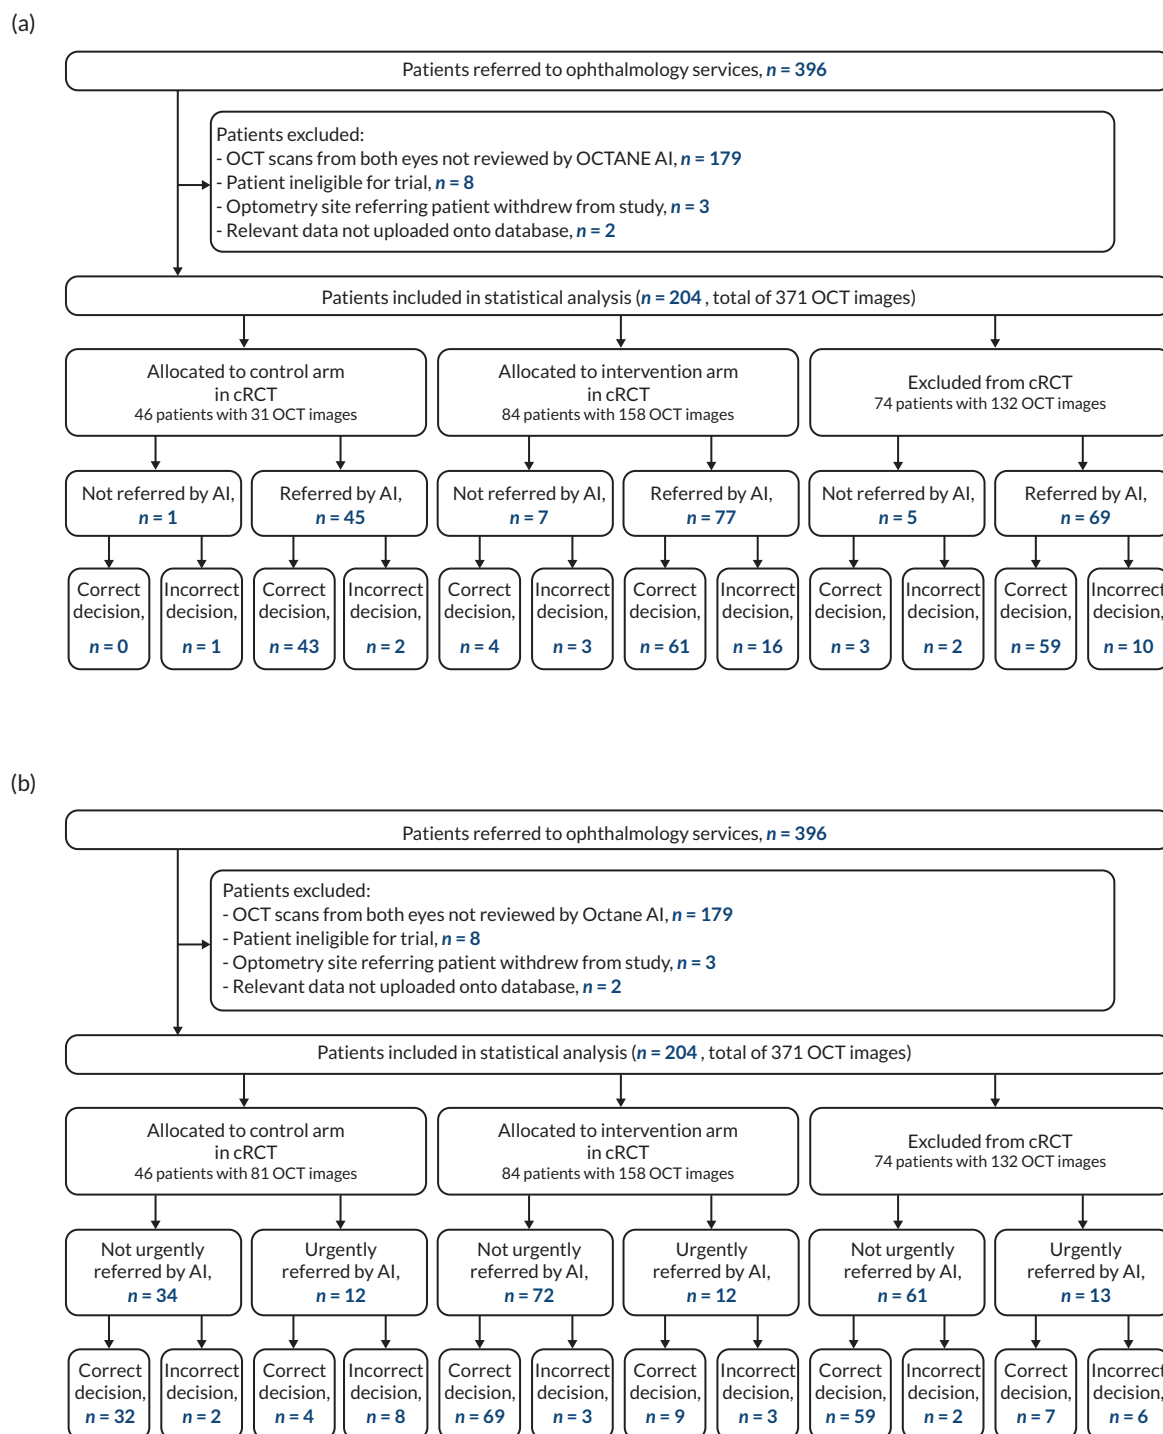 (a)
Patients referred to ophthalmology services, n = 396
Patients excluded:
- OCT scans from both eyes not reviewed by OCTANE AI, n = 179
- Patient ineligible for trial, n = 8
- Optometry site referring patient withdrew from study, n = 3
- Relevant data not uploaded onto database, n = 2
Patients included in statistical analysis (n = 204 , total of 371 OCT images)
Allocated to control arm
in cRCT
46 patients with 31 OCT images
Allocated to intervention arm
in cRCT
84 patients with 158 OCT images
Excluded from cRCT
74 patients with 132 OCT images
Not referred by AI,
n = 1
Referred by AI,
n = 45
Not referred by AI,
n = 7
Referred by AI,
n = 77
Not referred by AI,
n = 5
Referred by AI,
n = 69
Correct
decision,
n = 0
Incorrect
decision,
n = 1
Correct
decision,
n = 43
Incorrect
decision,
n = 2
Correct
decision,
n = 4
Incorrect
decision,
n = 3
Correct
decision,
n = 61
Incorrect
decision,
n = 16
Correct
decision,
n = 3
Incorrect
decision,
n = 2
Correct
decision,
n = 59
Incorrect
decision,
n = 10
(b)
Patients referred to ophthalmology services, n = 396
Patients excluded:
- OCT scans from both eyes not reviewed by Octane AI, n = 179
- Patient ineligible for trial, n = 8
- Optometry site referring patient withdrew from study, n = 3
- Relevant data not uploaded onto database, n = 2
Patients included in statistical analysis (n = 204 , total of 371 OCT images)
Allocated to control arm
in cRCT
46 patients with 81 OCT images
Allocated to intervention arm
in cRCT
84 patients with 158 OCT images
Excluded from cRCT
74 patients with 132 OCT images
Not urgently
referred by AI,
n = 34
Urgently
referred by AI,
n = 12
Not urgently
referred by AI,
n = 72
Urgently
referred by AI,
n = 12
Not urgently
referred by AI,
n = 61
Urgently
referred by AI,
n = 13
Correct
decision,
n = 32
Incorrect
decision,
n = 2
Correct
decision,
n = 4
Incorrect
decision,
n = 8
Correct
decision,
n = 69
Incorrect
decision,
n = 3
Correct
decision,
n = 9
Incorrect
decision,
n = 3
Correct
decision,
n = 59
Incorrect
decision,
n = 2
Correct
decision,
n = 7
Incorrect
decision,
n = 6